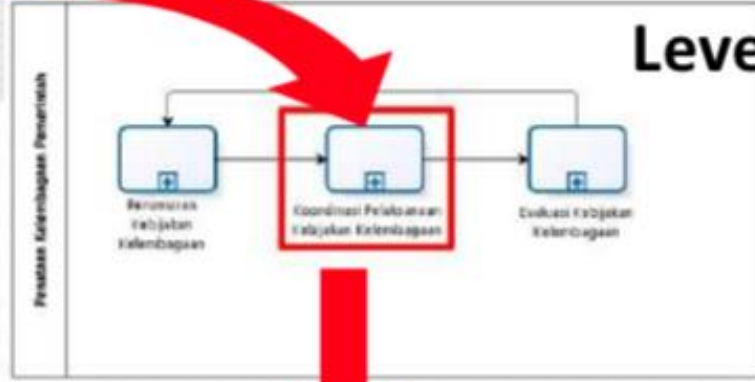 Leve
Penataan Kelembagaan Pemerintah
Perumusan
Kebijakan
Kelembagaan
Koordinasi Pelaksanaan
Kebijakan Kelembagaan
Evaluasi Kebijakan
Kelembagaan